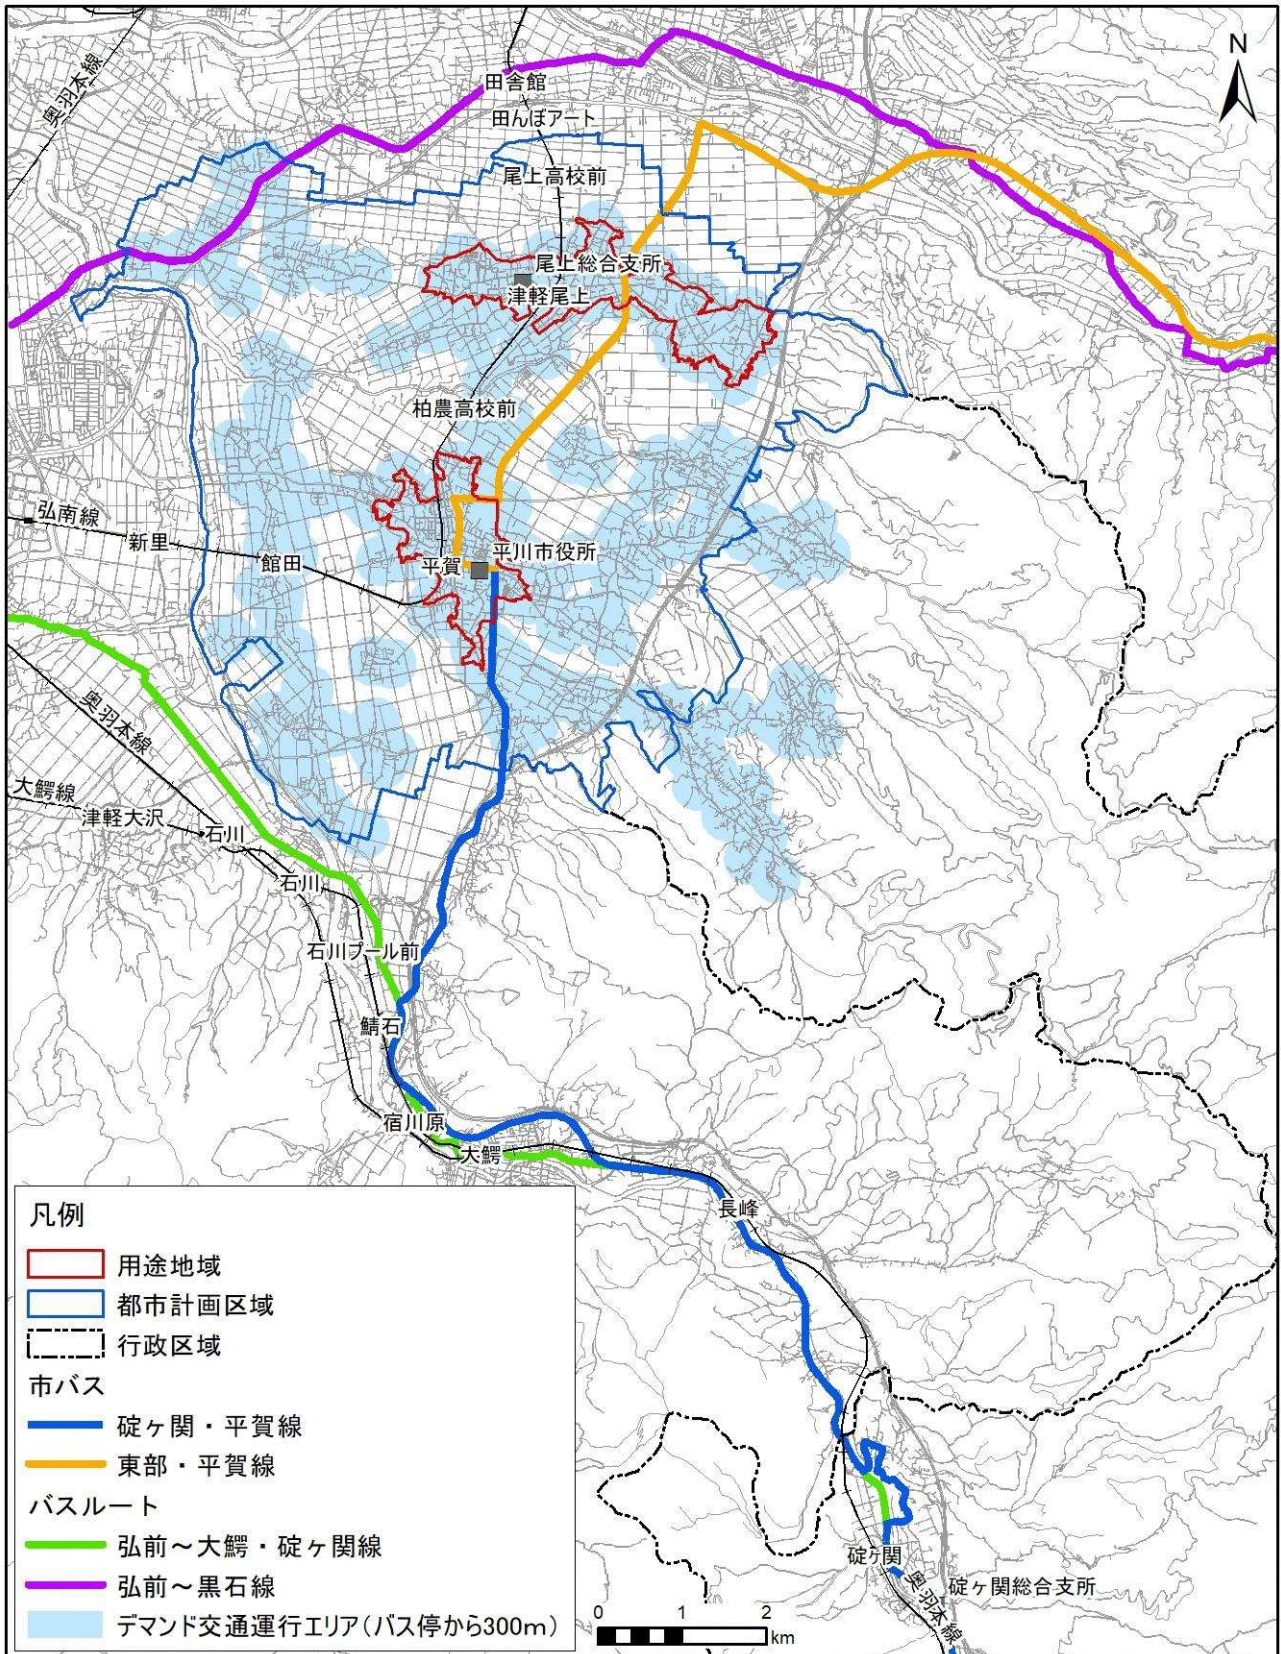 N
奥羽本線
田舎館
田んぼアート
尾上高校前
尾上総合支所
津軽尾上
柏農高校前
弘南線
新里
館田
平賀
平川市役所
奥羽本線
大鰐線
津軽大沢
石川
石川
石川プール前
鯖石
宿川原
大鰐
長峰
碇ヶ関
奥羽本線
碇ヶ関総合支所
凡例
用途地域
都市計画区域
行政区域
市バス
碇ヶ関・平賀線
東部・平賀線
バスルート
弘前～大鰐・碇ヶ関線
弘前～黒石線
デマンド交通運行エリア（バス停から300m）
0 1 2
km